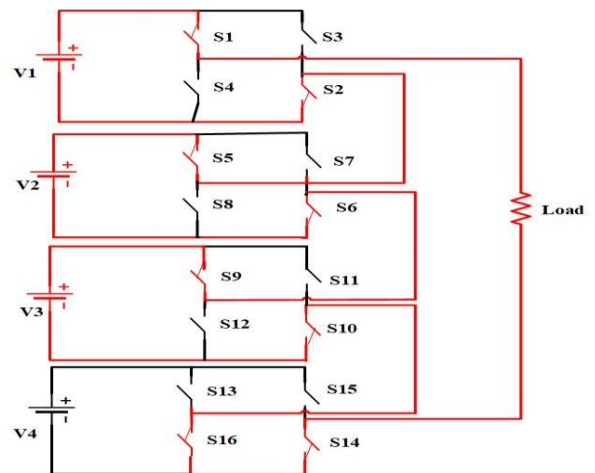 S1
S3
+
-
V1
S4
S2
S5
S7
+
-
V2
S8
S6
Load
S9
S11
+
-
V3
S12
S10
S13
S15
+
-
V4
S16
S14